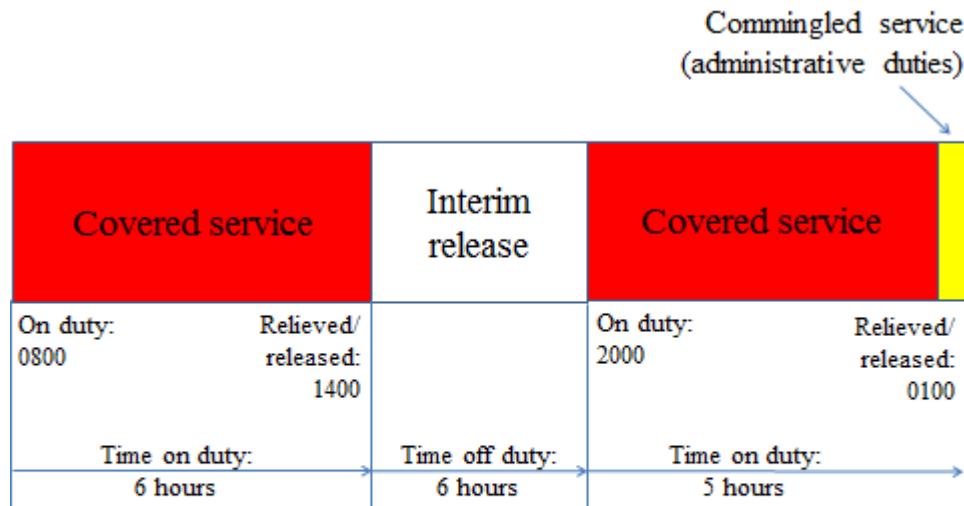 Commingled service
(administrative duties)
Covered service
Interim
release
Covered service
On duty:
0800
Relieved/
released:
1400
On duty:
2000
Relieved/
released:
0100
Time on duty:
6 hours
Time off duty:
6 hours
Time on duty:
5 hours